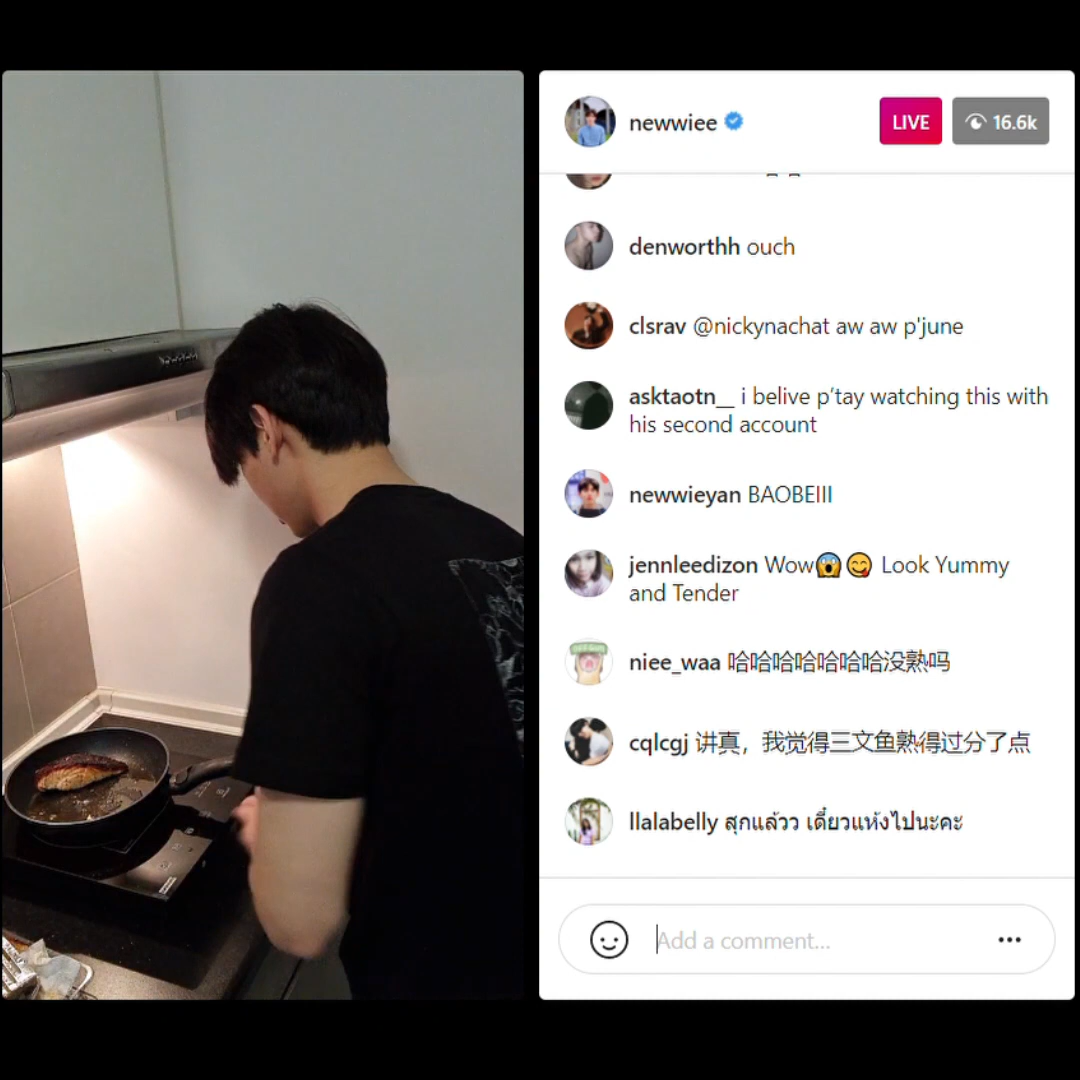 newwiee
LIVE
16.6k
denworthh ouch
clsrav @nickynachat aw aw p'june
asktaotn__ i belive p’tay watching this with
his second account
newwieyan BAOBEIII
jennleedizon Wow😱😋 Look Yummy
and Tender
niee_waa 哈哈哈哈哈哈哈没熟吗
cqlcgj 讲真，我觉得三文鱼熟得过分了点
llalabelly สุกแล้วว เดี๋ยวแห้งไปนะคะ
Add a comment...